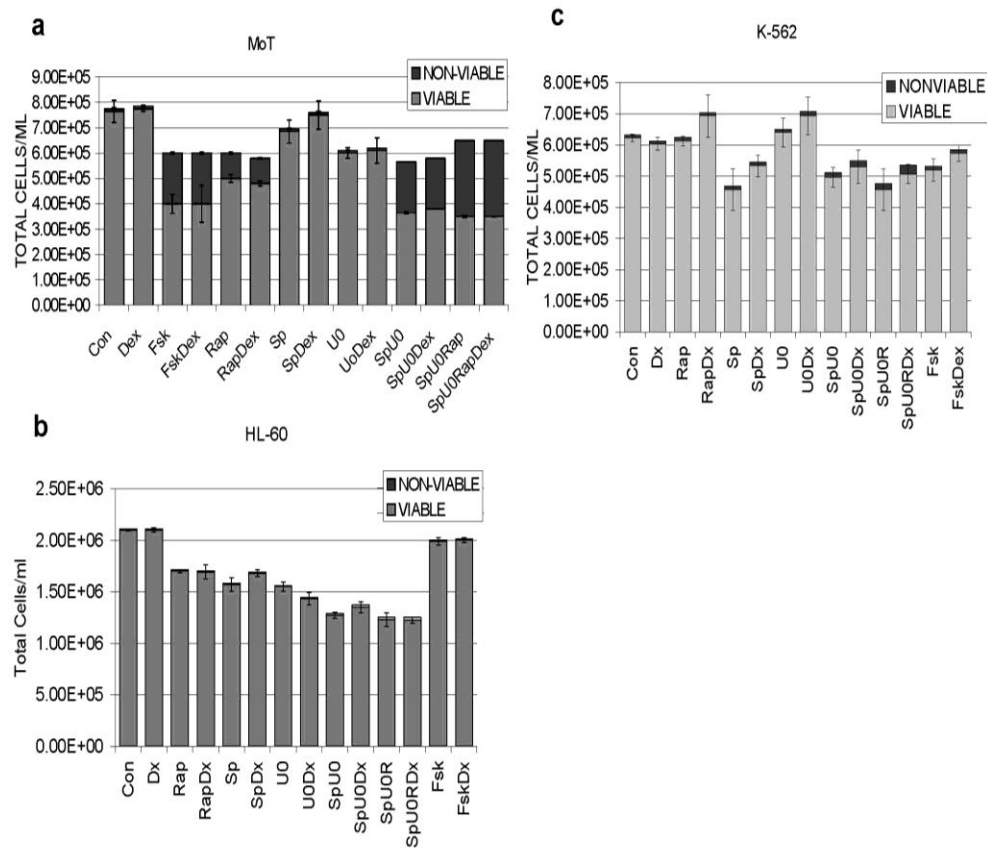 a
MoT
NON-VIABLE
VIABLE
TOTAL CELLS/ML
9.00E+05
8.00E+05
7.00E+05
6.00E+05
5.00E+05
4.00E+05
3.00E+05
2.00E+05
1.00E+05
0.00E+00
Con
Dex
Fsk
FskDex
Rap
RapDex
Sp
SpDex
U0
UoDex
SpU0
SpU0Dex
SpU0Rap
SpU0RapDex
b
HL-60
NON-VIABLE
VIABLE
Total Cells/ml
2.50E+06
2.00E+06
1.50E+06
1.00E+06
5.00E+05
0.00E+00
Con
Dx
Rap
RapDx
Sp
SpDx
U0
U0Dx
SpU0
SpU0Dx
SpU0R
SpU0RDx
Fsk
FskDx
c
K-562
NONVIABLE
VIABLE
TOTAL CELLS/ML
8.00E+05
7.00E+05
6.00E+05
5.00E+05
4.00E+05
3.00E+05
2.00E+05
1.00E+05
0.00E+00
Con
Dx
Rap
RapDx
Sp
SpDx
U0
U0Dx
SpU0
SpU0Dx
SpU0R
SpU0RDx
Fsk
FskDex